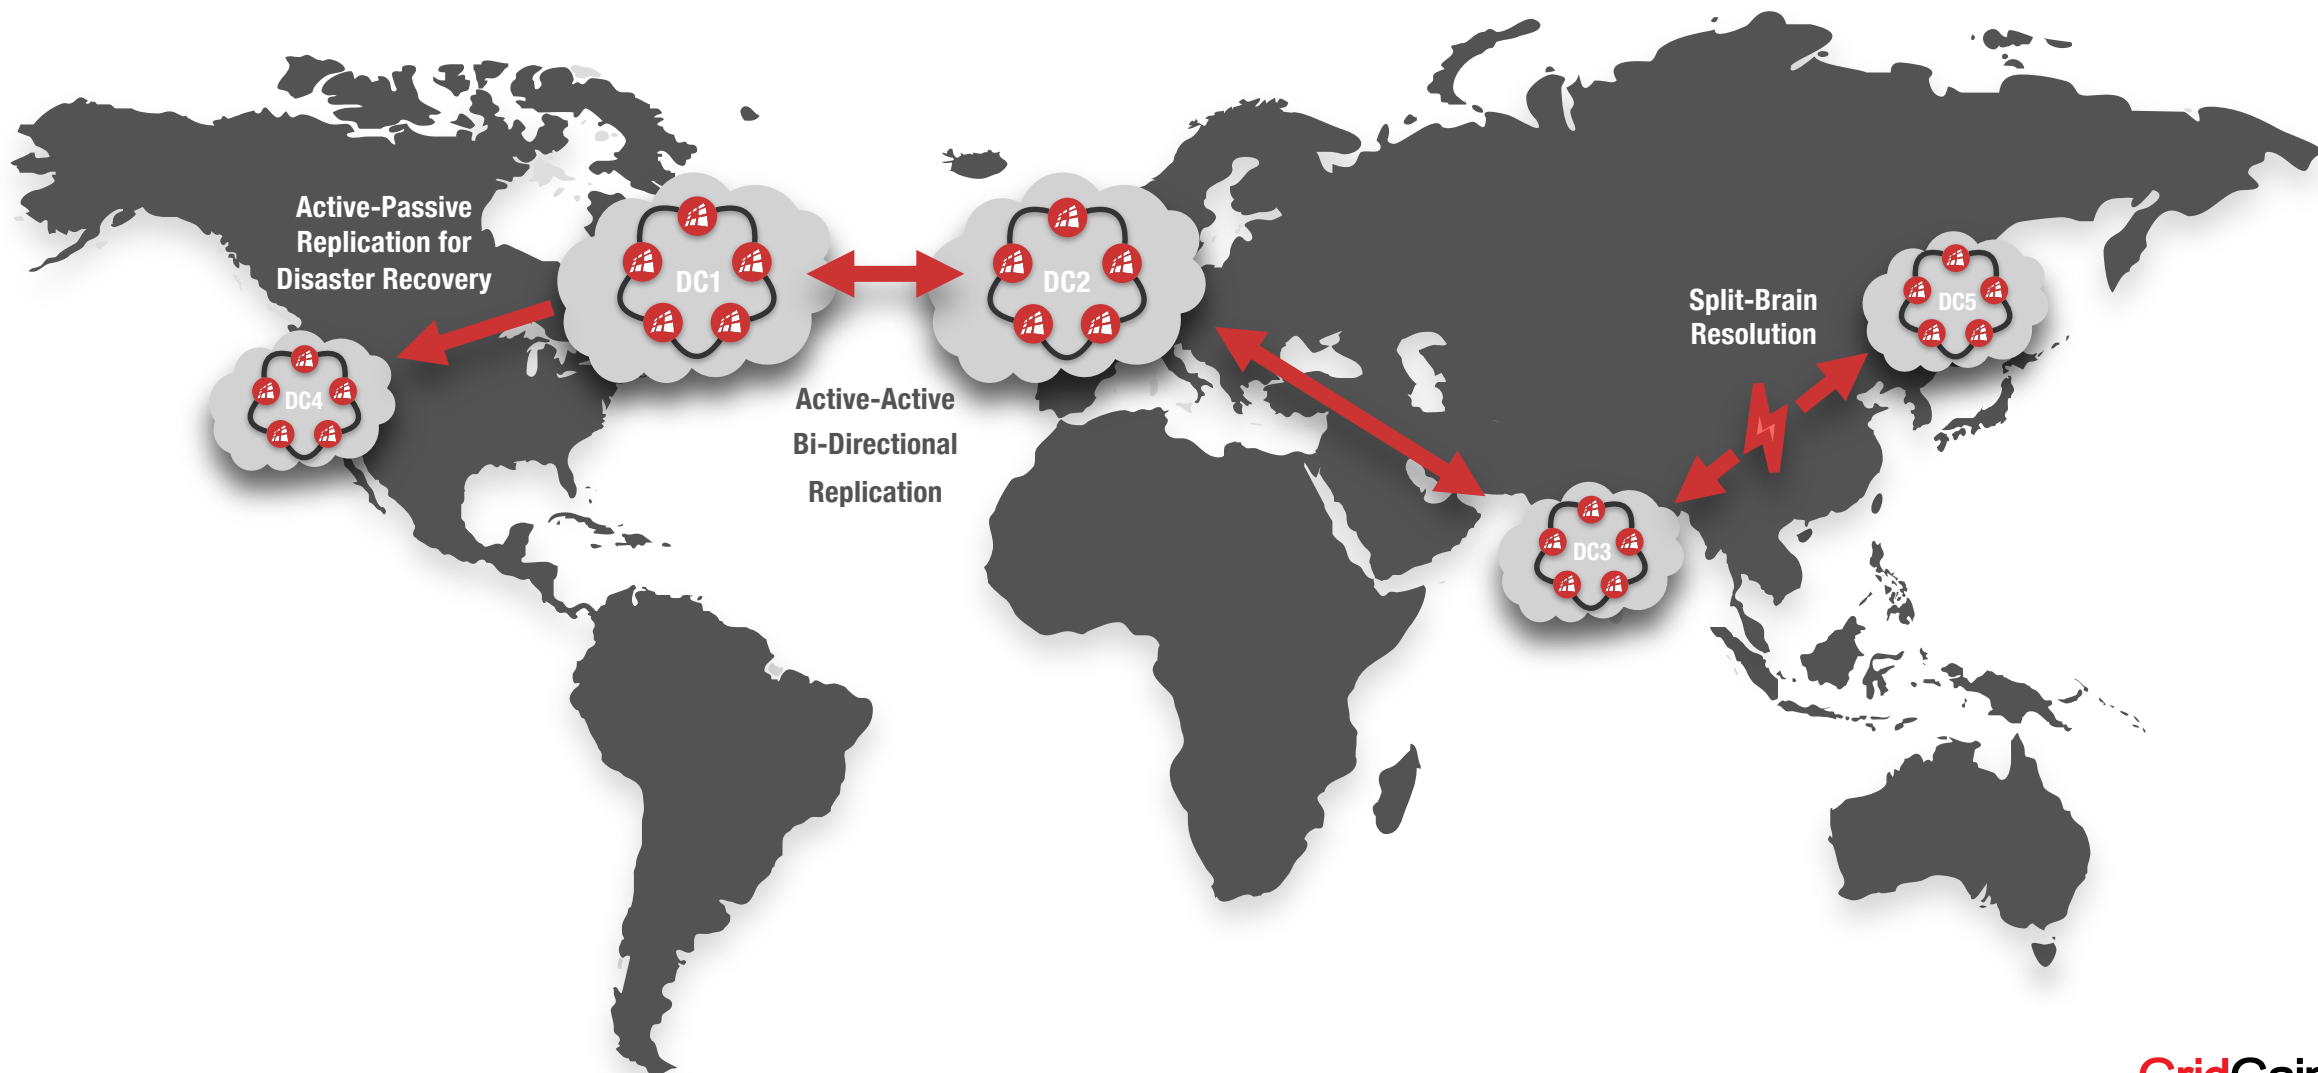 Active-Passive
Replication for
Disaster Recovery
DC1
DC2
DC4
Active-Active
Bi-Directional
Replication
Split-Brain
Resolution
DC5
DC3